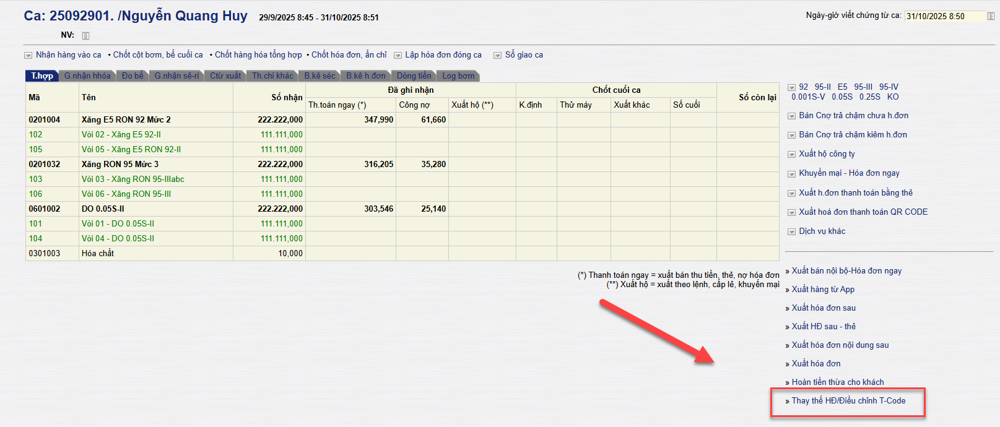 Ca: 25092901. /Nguyễn Quang Huy 29/9/2025 8:45 - 31/10/2025 8:51
Ngày-giờ viết chứng từ ca: 31/10/2025 8:50
NV:
Nhận hàng vào ca • Chốt cột bơm, bể cuối ca • Chốt hàng hóa tổng hợp • Chốt hóa đơn, ấn chỉ Lập hóa đơn đóng ca Sổ giao ca
T.hợp G.nhận hhóa Đo bể G.nhận sê-ri Ctừ xuất Th.chi khác B.kê séc B.kê h.đơn Dòng tiền Log bơm
Mã Tên Số nhận Đã ghi nhận Chốt cuối ca Số còn lại
Th.toán ngay (*) Công nợ Xuất hộ (**) K.định Thử máy Xuất khác Số cuối
0201004 Xăng E5 RON 92 Mức 2 222.222,000 347,990 61,660
102 Vòi 02 - Xăng E5 92-II 111.111,000
105 Vòi 05 - Xăng E5 RON 92-II 111.111,000
0201032 Xăng RON 95 Mức 3 222.222,000 316,205 35,280
103 Vòi 03 - Xăng RON 95-IIIabc 111.111,000
106 Vòi 06 - Xăng RON 95-III 111.111,000
0601002 DO 0.05S-II 222.222,000 303,546 25,140
101 Vòi 01 - DO 0.05S-II 111.111,000
104 Vòi 04 - DO 0.05S-II 111.111,000
0301003 Hóa chất 10,000
(*) Thanh toán ngay = xuất bán thu tiền, thẻ, nợ hóa đơn
(**) Xuất hộ = xuất theo lệnh, cấp lẻ, khuyến mại
92 95-II E5 95-III 95-IV
0.001S-V 0.05S 0.25S KO
Bán Cnợ trả chậm chưa h.đơn
Bán Cnợ trả chậm kiêm h.đơn
Xuất hộ công ty
Khuyến mại - Hóa đơn ngay
Xuất h.đơn thanh toán bằng thẻ
Xuất hoá đơn thanh toán QR CODE
Dịch vụ khác
» Xuất bán nội bộ-Hóa đơn ngay
» Xuất hàng từ App
» Xuất hóa đơn sau
» Xuất HĐ sau - thẻ
» Xuất hóa đơn nội dung sau
» Xuất hóa đơn
» Hoàn tiền thừa cho khách
» Thay thế HĐ/Điều chỉnh T-Code